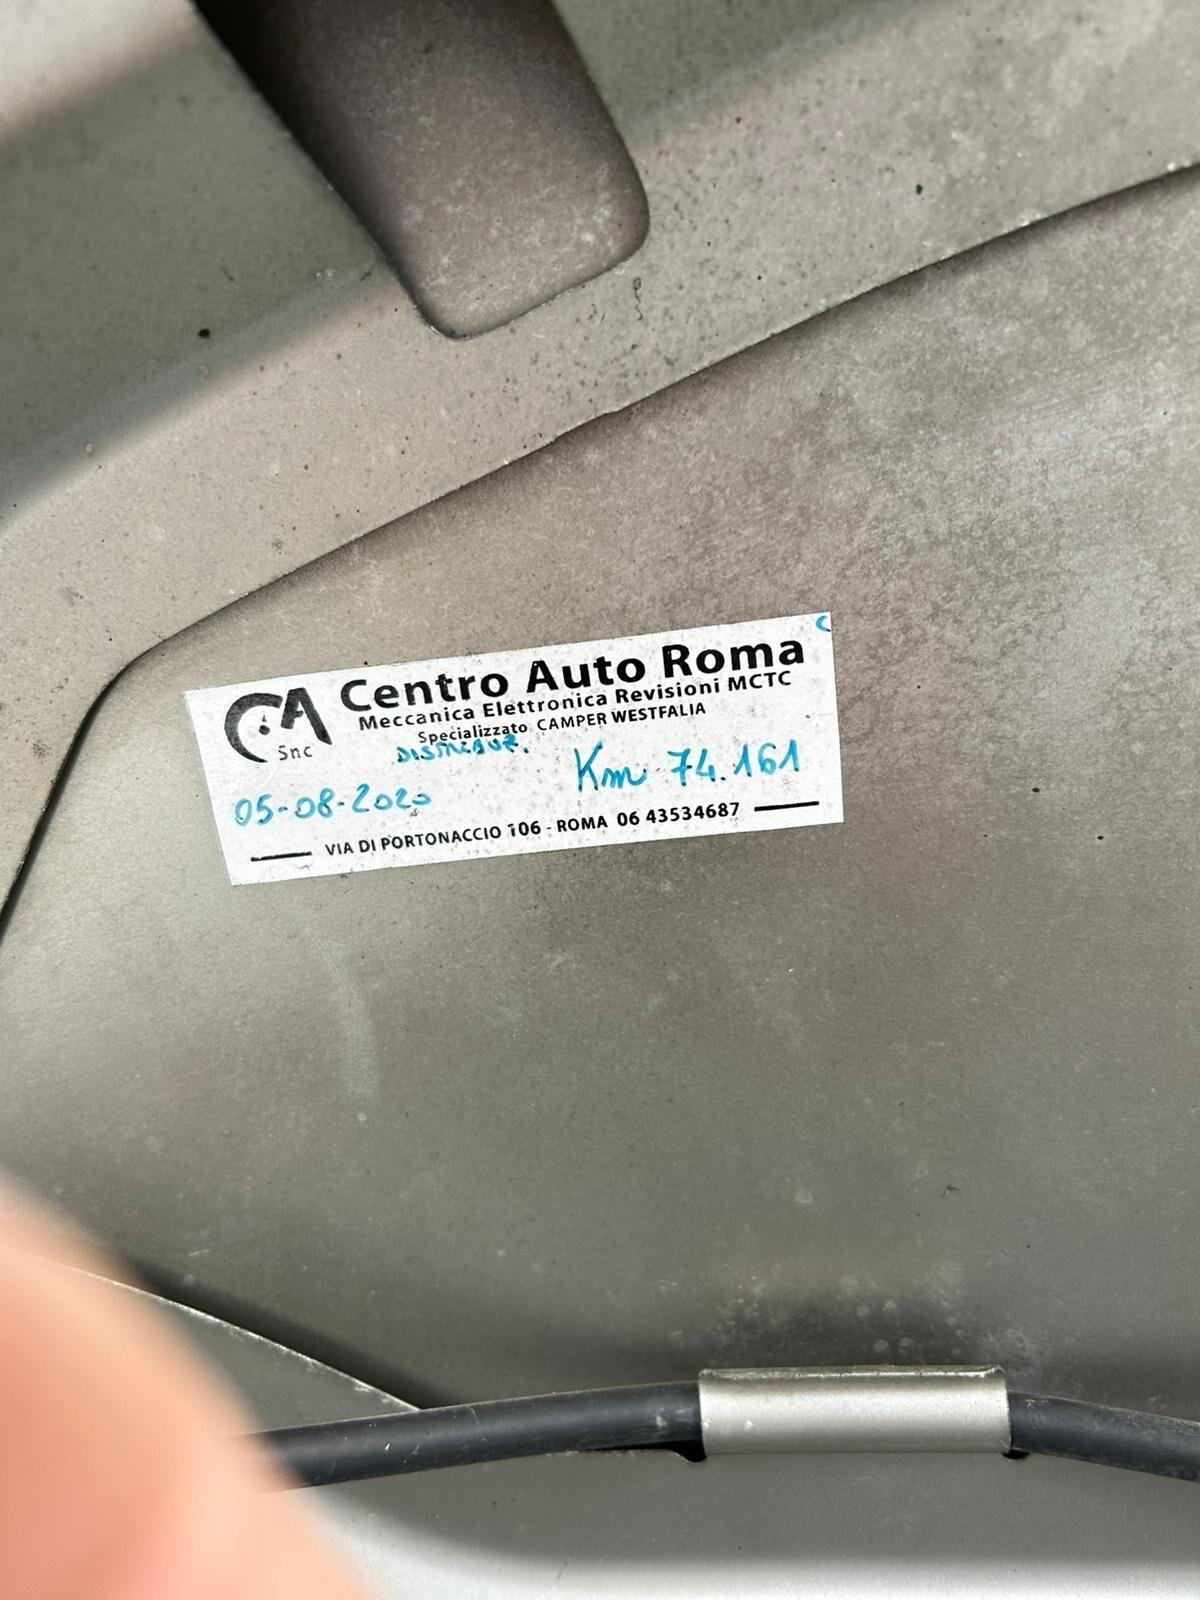 CA Snc
Centro Auto Roma
Meccanica Elettronica Revisioni MCTC
Specializzato CAMPER WESTFALIA
05-08-2020
Km 74.161
VIA DI PORTONACCIO 106 - ROMA 06 43534687